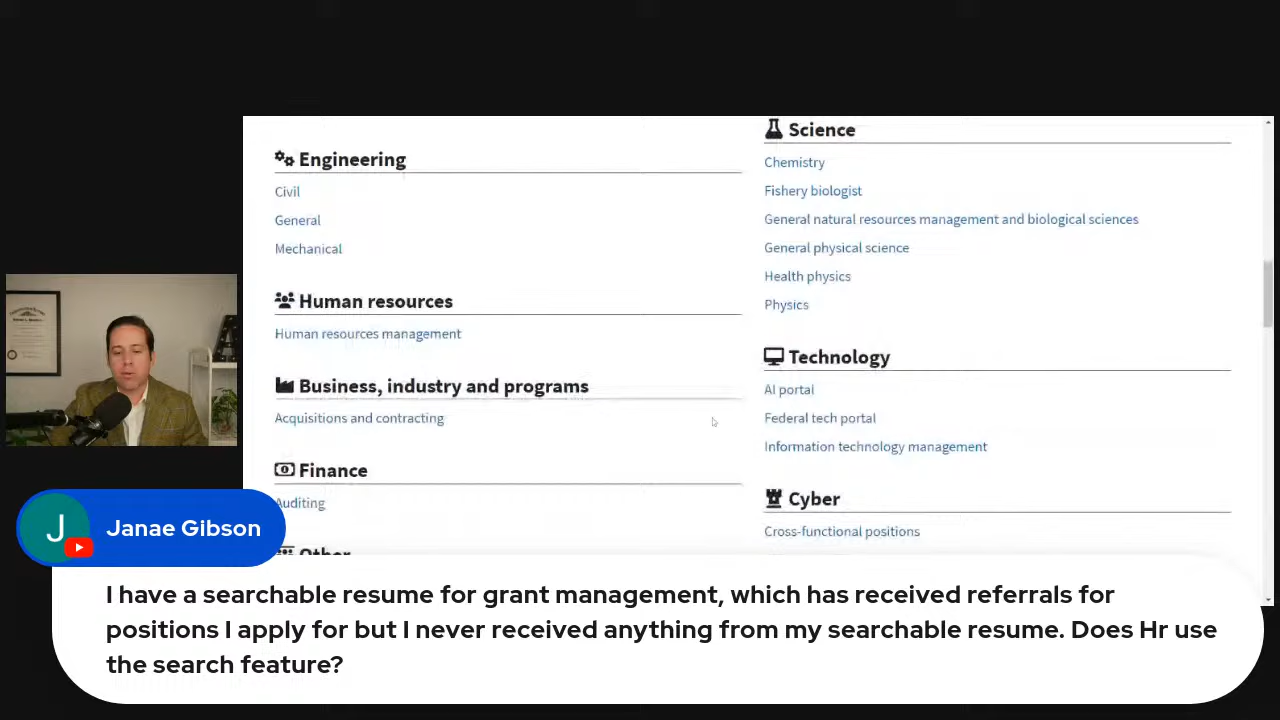 Engineering
Civil
General
Mechanical
Human resources
Human resources management
Business, industry and programs
Acquisitions and contracting
Finance
Auditing
Other
Science
Chemistry
Fishery biologist
General natural resources management and biological sciences
General physical science
Health physics
Physics
Technology
AI portal
Federal tech portal
Information technology management
Cyber
Cross-functional positions
J
Janae Gibson
I have a searchable resume for grant management, which has received referrals for
positions I apply for but I never received anything from my searchable resume. Does Hr use
the search feature?